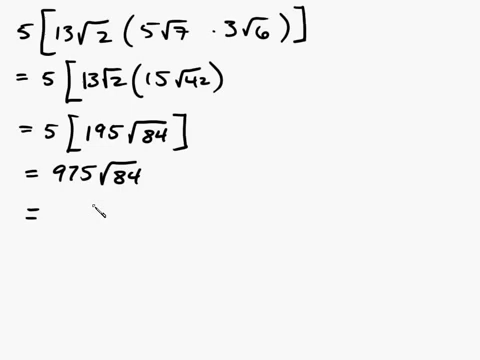 5[13√2(5√7 · 3√6)]
= 5[13√2(15√42)
= 5[195√84]
= 975√84
=